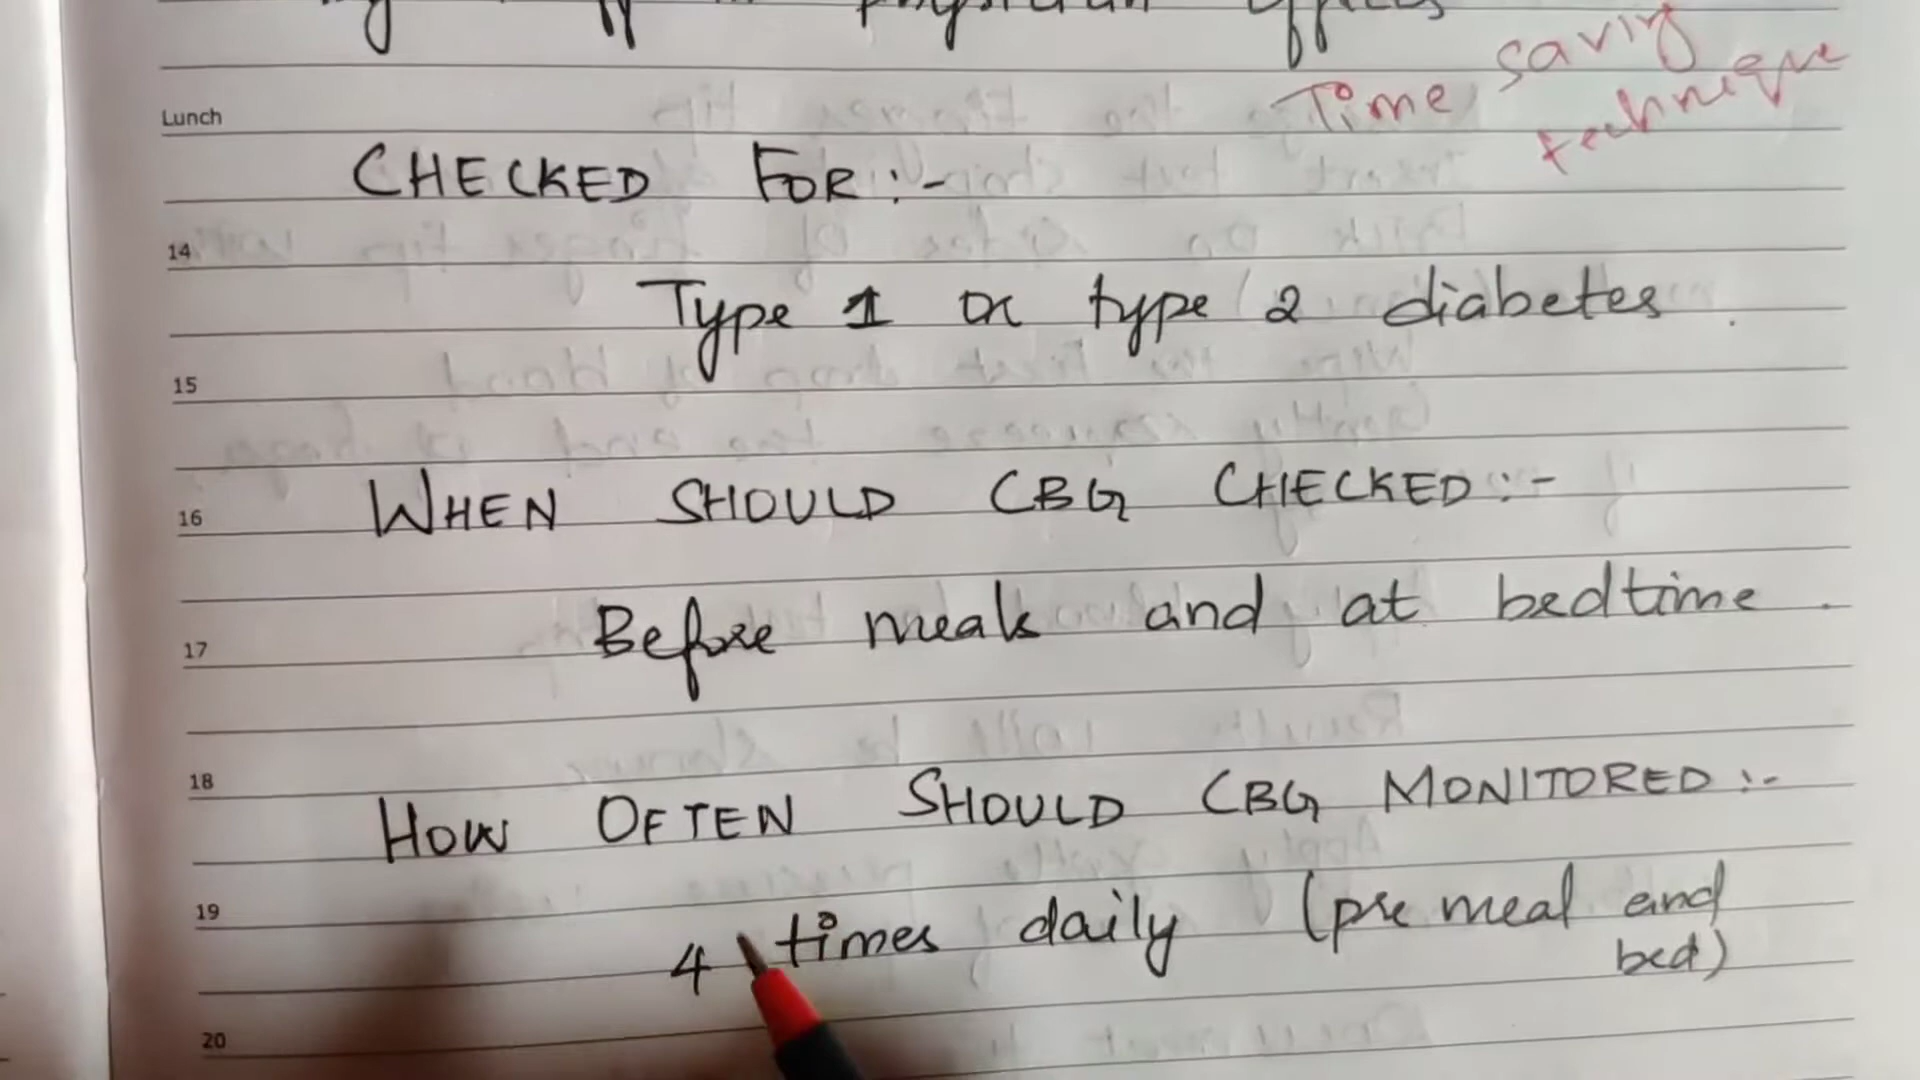 physician offices
Time saving
technique
Lunch
CHECKED FOR:-
14
Type 1 or type 2 diabetes.
15
16 WHEN SHOULD CBG CHECKED:-
17 Before meals and at bedtime.
18
HOW OFTEN SHOULD CBG MONITORED:-
19
4 times daily (pre meal and
bed)
20